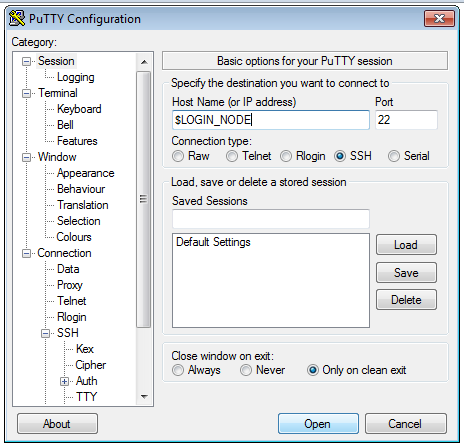 PuTTY Configuration
Category:
Session
Logging
Terminal
Keyboard
Bell
Features
Window
Appearance
Behaviour
Translation
Selection
Colours
Connection
Data
Proxy
Telnet
Rlogin
SSH
Kex
Cipher
Auth
TTY
Basic options for your PuTTY session
Specify the destination you want to connect to
Host Name (or IP address) Port
$LOGIN_NODE 22
Connection type:
Raw Telnet Rlogin SSH Serial
Load, save or delete a stored session
Saved Sessions
Default Settings
Load
Save
Delete
Close window on exit:
Always Never Only on clean exit
About Open Cancel